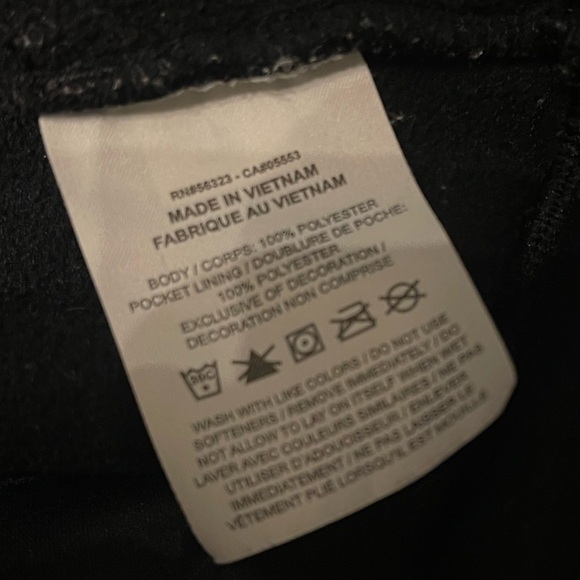 RN#56323 - CA#05553
MADE IN VIETNAM
FABRIQUE AU VIETNAM
BODY / CORPS: 100% POLYESTER
POCKET LINING / DOUBLURE DE POCHE:
100% POLYESTER
EXCLUSIVE OF DECORATION /
DECORATION NON COMPRISE
30C
WASH WITH LIKE COLORS / DO NOT USE
SOFTENERS / REMOVE IMMEDIATELY / DO
NOT ALLOW TO LAY ON ITSELF WHEN WET
LAVER AVEC COULEURS SIMILAIRES / NE PAS
UTILISER D'ADOUCISSEUR / ENLEVER
IMMEDIATEMENT / NE PAS LAISSER LE
VÊTEMENT PLIÉ LORSQU'IL EST MOUILLÉ